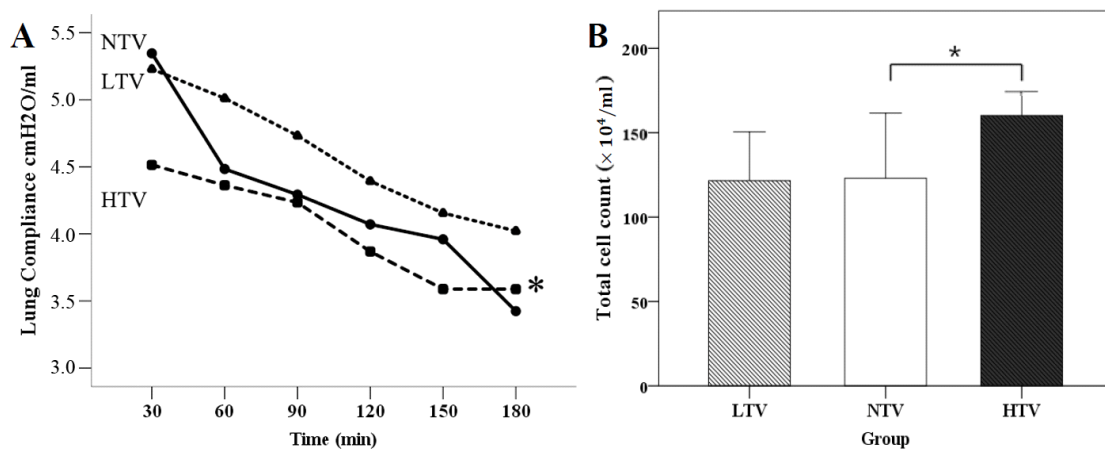 A
Lung Compliance cmH2O/ml
5.5
5.0
4.5
4.0
3.5
3.0
NTV
LTV
HTV
*
30 60 90 120 150 180
Time (min)
B
Total cell count (×10⁴/ml)
200
150
100
50
0
*
LTV NTV HTV
Group